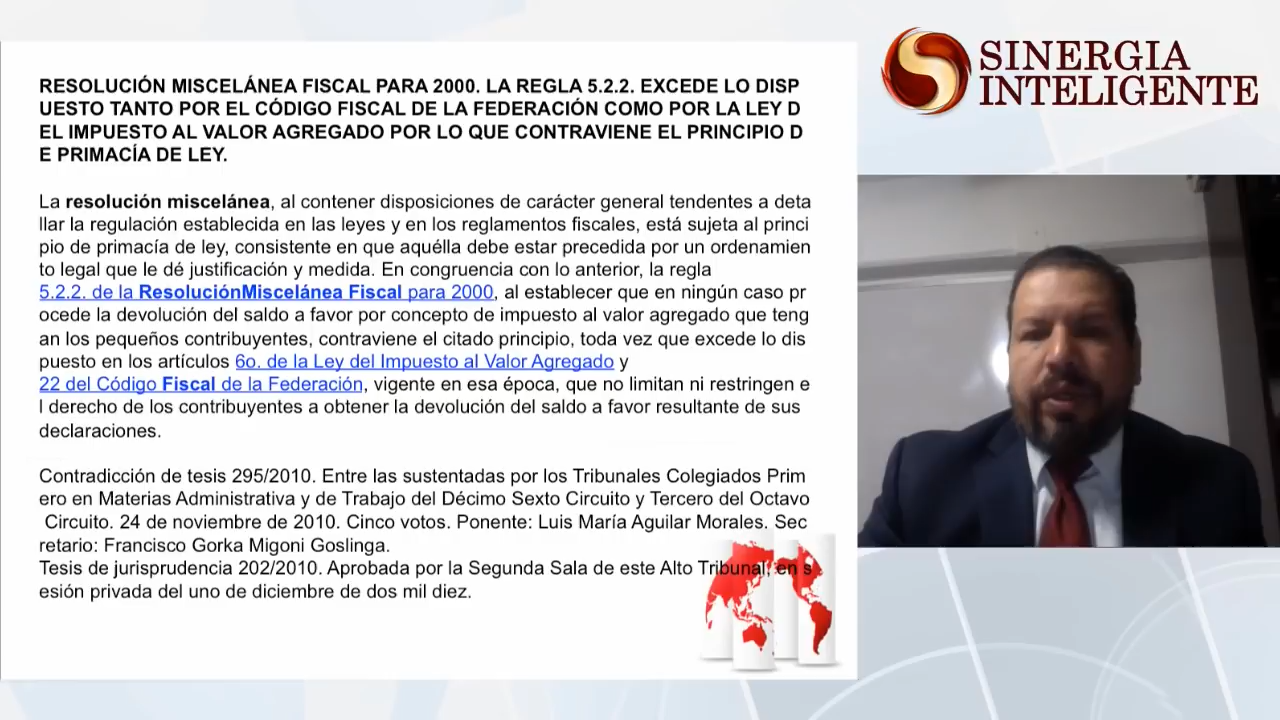 RESOLUCIÓN MISCELÁNEA FISCAL PARA 2000. LA REGLA 5.2.2. EXCEDE LO DISP
UESTO TANTO POR EL CÓDIGO FISCAL DE LA FEDERACIÓN COMO POR LA LEY D
EL IMPUESTO AL VALOR AGREGADO POR LO QUE CONTRAVIENE EL PRINCIPIO D
E PRIMACÍA DE LEY.
La resolución miscelánea, al contener disposiciones de carácter general tendentes a deta
llar la regulación establecida en las leyes y en los reglamentos fiscales, está sujeta al princi
pio de primacía de ley, consistente en que aquélla debe estar precedida por un ordenamien
to legal que le dé justificación y medida. En congruencia con lo anterior, la regla
5.2.2. de la ResoluciónMiscelánea Fiscal para 2000, al establecer que en ningún caso pr
ocede la devolución del saldo a favor por concepto de impuesto al valor agregado que teng
an los pequeños contribuyentes, contraviene el citado principio, toda vez que excede lo dis
puesto en los artículos 6o. de la Ley del Impuesto al Valor Agregado y
22 del Código Fiscal de la Federación, vigente en esa época, que no limitan ni restringen e
l derecho de los contribuyentes a obtener la devolución del saldo a favor resultante de sus
declaraciones.
Contradicción de tesis 295/2010. Entre las sustentadas por los Tribunales Colegiados Prim
ero en Materias Administrativa y de Trabajo del Décimo Sexto Circuito y Tercero del Octavo
Circuito. 24 de noviembre de 2010. Cinco votos. Ponente: Luis María Aguilar Morales. Sec
retario: Francisco Gorka Migoni Goslinga.
Tesis de jurisprudencia 202/2010. Aprobada por la Segunda Sala de este Alto Tribunal, en s
esión privada del uno de diciembre de dos mil diez.
SINERGIA
INTELIGENTE